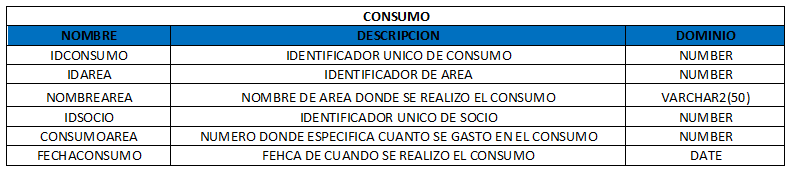 CONSUMO
NOMBRE DESCRIPCION DOMINIO
IDCONSUMO IDENTIFICADOR UNICO DE CONSUMO NUMBER
IDAREA IDENTIFICADOR DE AREA NUMBER
NOMBREAREA NOMBRE DE AREA DONDE SE REALIZO EL CONSUMO VARCHAR2(50)
IDSOCIO IDENTIFICADOR UNICO DE SOCIO NUMBER
CONSUMOAREA NUMERO DONDE ESPECIFICA CUANTO SE GASTO EN EL CONSUMO NUMBER
FECHACONSUMO FEHCA DE CUANDO SE REALIZO EL CONSUMO DATE